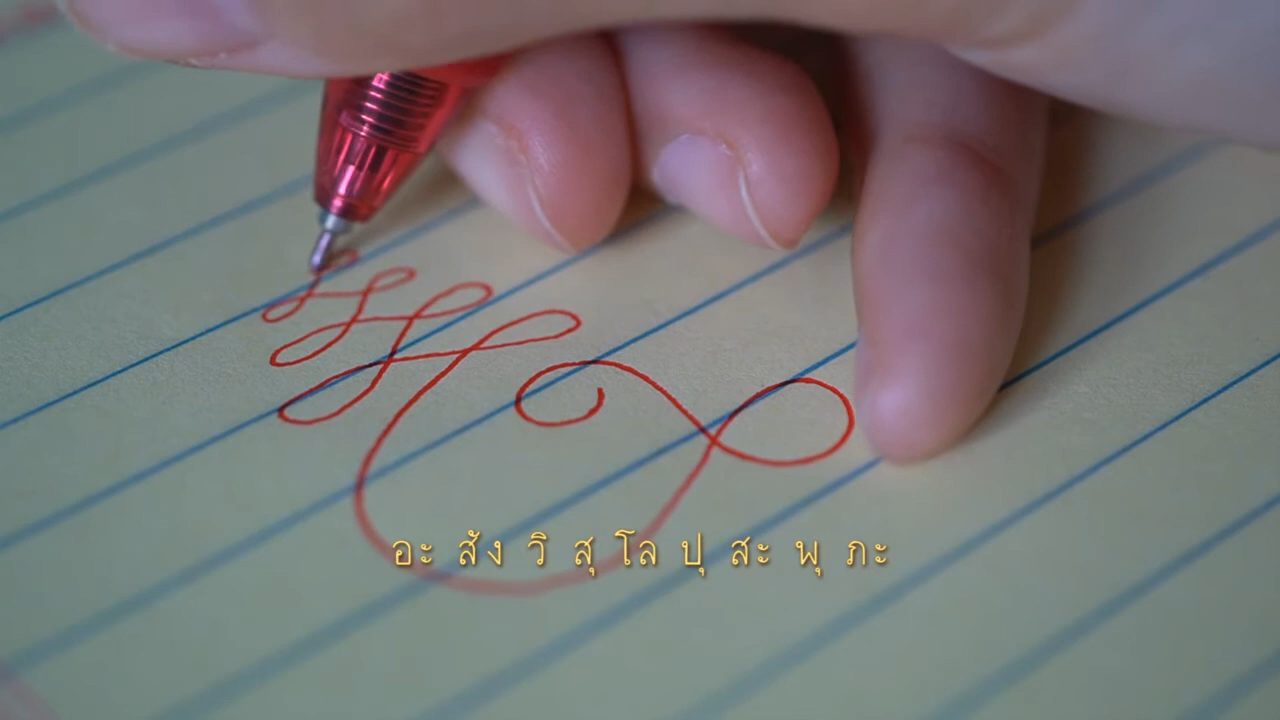 อะ สัง วิ สุ โล ปุ สะ พุ ภะ